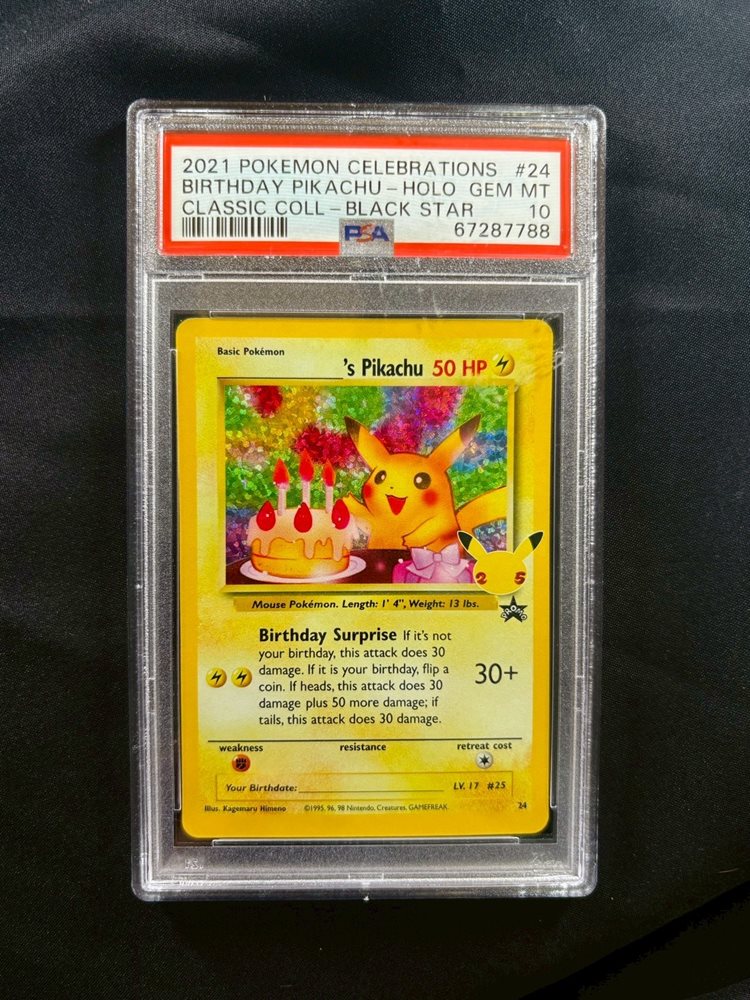 2021 POKEMON CELEBRATIONS #24
BIRTHDAY PIKACHU - HOLO GEM MT
CLASSIC COLL - BLACK STAR 10
PSA 67287788
Basic Pokémon
____________'s Pikachu 50 HP
25
PROMO
Mouse Pokémon. Length: 1' 4", Weight: 13 lbs.
Birthday Surprise If it's not
your birthday, this attack does 30
damage. If it is your birthday, flip a
coin. If heads, this attack does 30
damage plus 50 more damage; if
tails, this attack does 30 damage.
30+
weakness resistance retreat cost
Your Birthdate:____________ LV. 17 #25
Illus. Kagemaru Himeno ©1995, 96, 98 Nintendo, Creatures, GAMEFREAK. 24